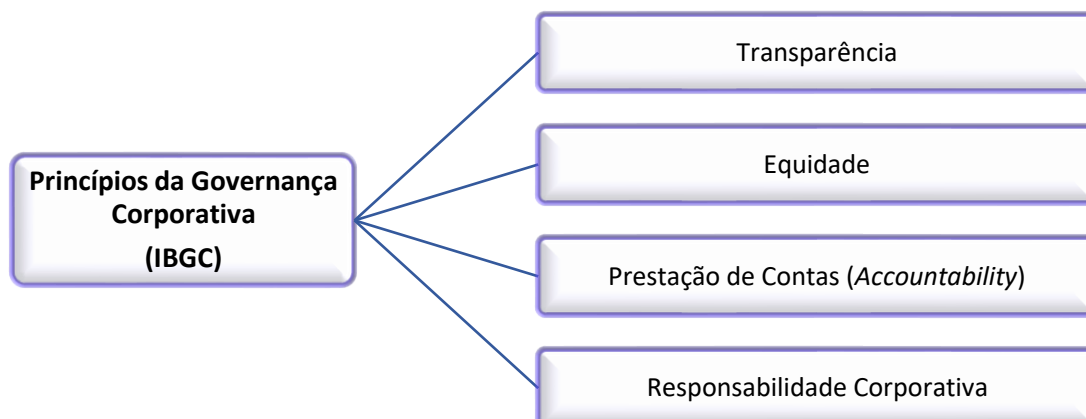 Princípios da Governança
Corporativa
(IBGC)
Transparência
Equidade
Prestação de Contas (Accountability)
Responsabilidade Corporativa